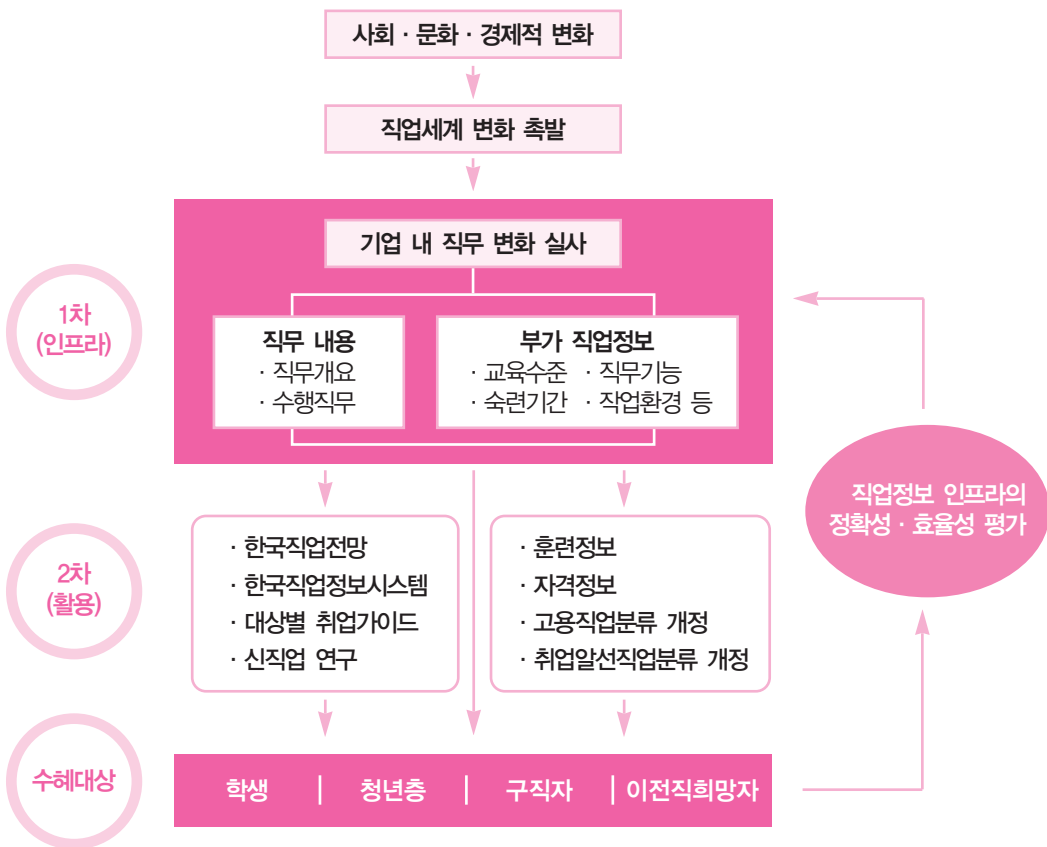 사회 · 문화 · 경제적 변화
직업세계 변화 촉발
기업 내 직무 변화 실사
1차
(인프라)
직무 내용
· 직무개요
· 수행직무
부가 직업정보
· 교육수준 · 직무기능
· 숙련기간 · 작업환경 등
직업정보 인프라의
정확성 · 효율성 평가
2차
(활용)
· 한국직업전망
· 한국직업정보시스템
· 대상별 취업가이드
· 신직업 연구
· 훈련정보
· 자격정보
· 고용직업분류 개정
· 취업알선직업분류 개정
수혜대상
학생 | 청년층 | 구직자 | 이전직희망자